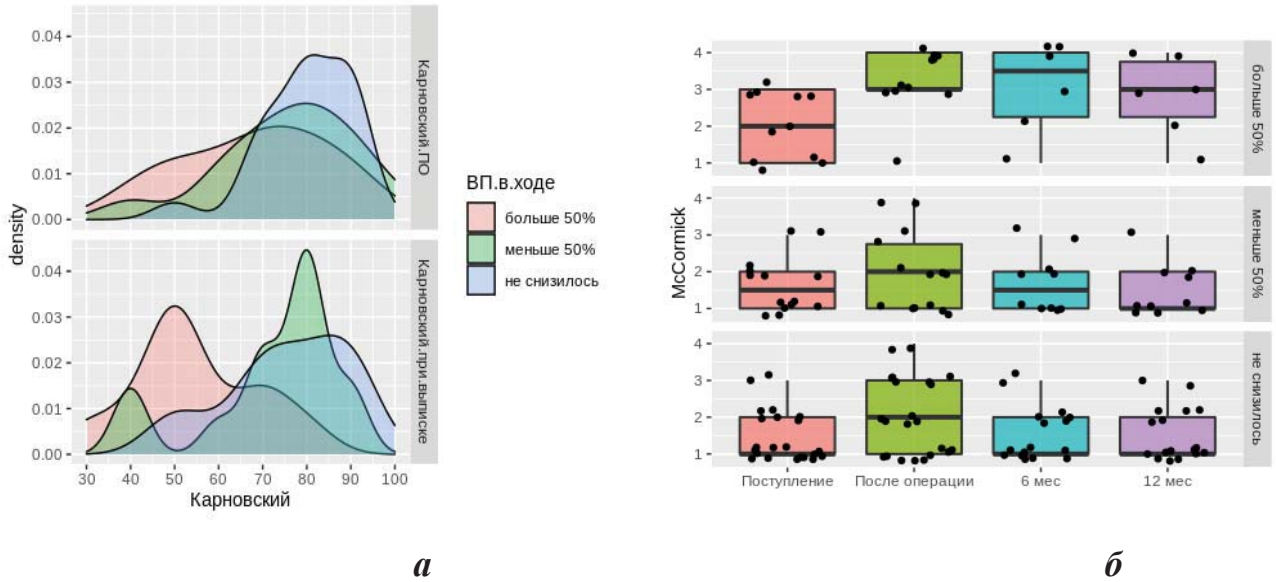 0.04
0.03
0.02
0.01
0.00
Карновский.ПО
0.04
0.03
0.02
0.01
0.00
Карновский.при.выписке
30 40 50 60 70 80 90 100
Карновский
density
ВП.в.ходе
больше 50%
меньше 50%
не снизилось
а
McCormick
4
3
2
1
больше 50%
4
3
2
1
меньше 50%
4
3
2
1
не снизилось
Поступление После операции 6 мес 12 мес
б